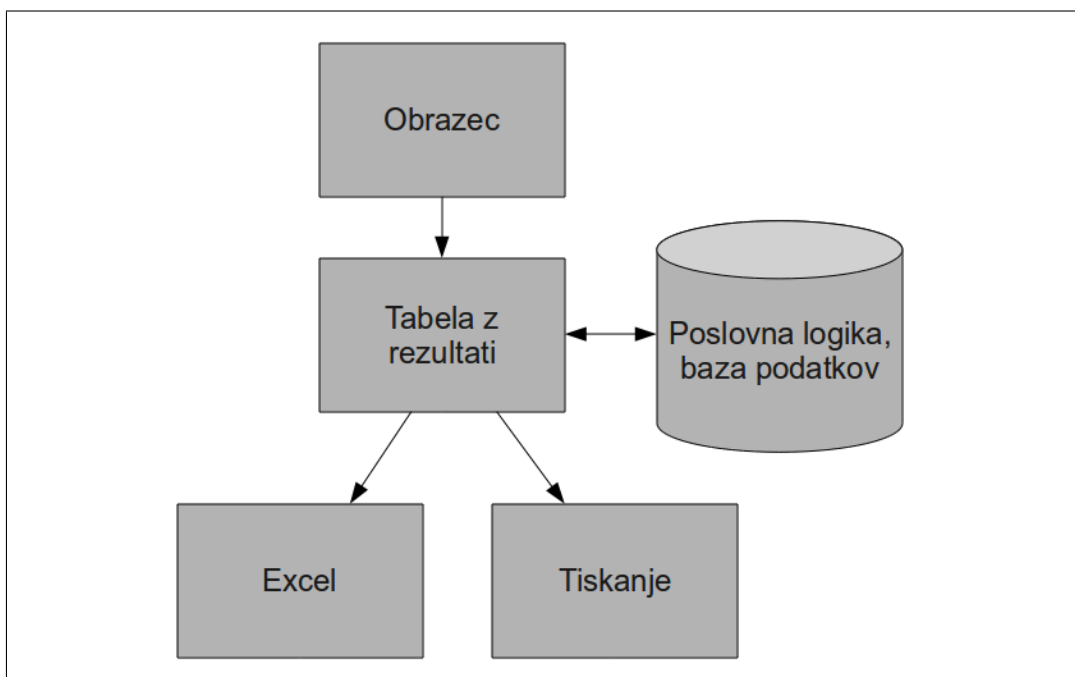 Obrazec
Tabela z
rezultati
Poslovna logika,
baza podatkov
Excel
Tiskanje